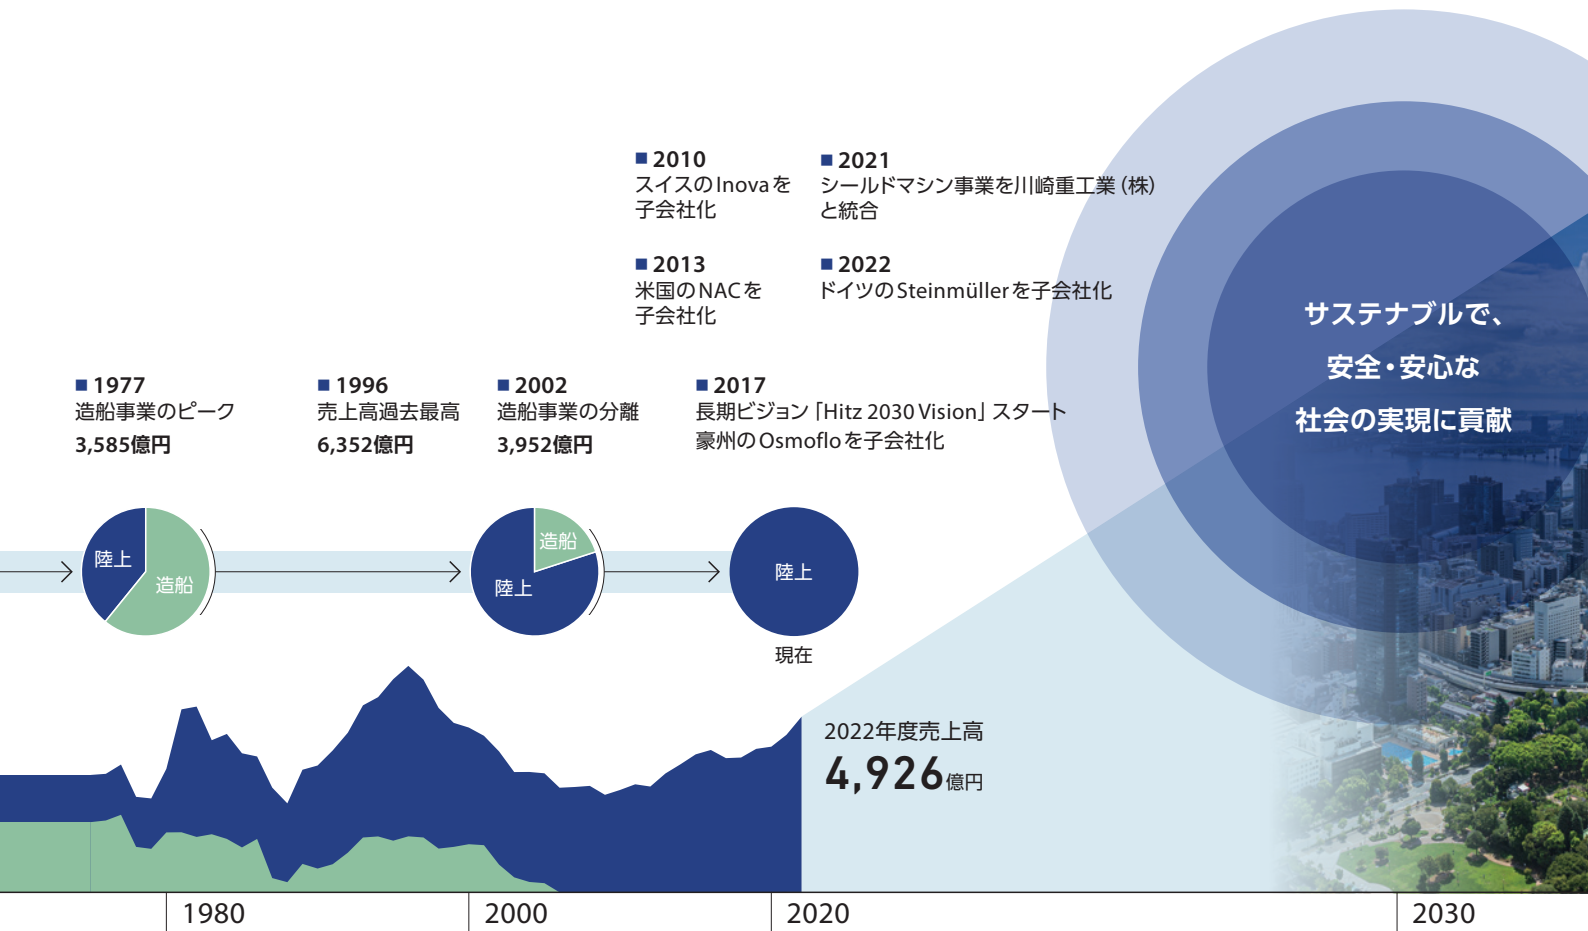 ■ 2010
スイスのInovaを
子会社化
■ 2021
シールドマシン事業を川崎重工業（株）
と統合
■ 2013
米国のNACを
子会社化
■ 2022
ドイツのSteinmüllerを子会社化
■ 1977
造船事業のピーク
3,585億円
■ 1996
売上高過去最高
6,352億円
■ 2002
造船事業の分離
3,952億円
■ 2017
長期ビジョン「Hitz 2030 Vision」スタート
豪州のOsmofloを子会社化
サステナブルで、
安全・安心な
社会の実現に貢献
陸上
造船
造船
陸上
陸上
現在
2022年度売上高
4,926億円
1980
2000
2020
2030